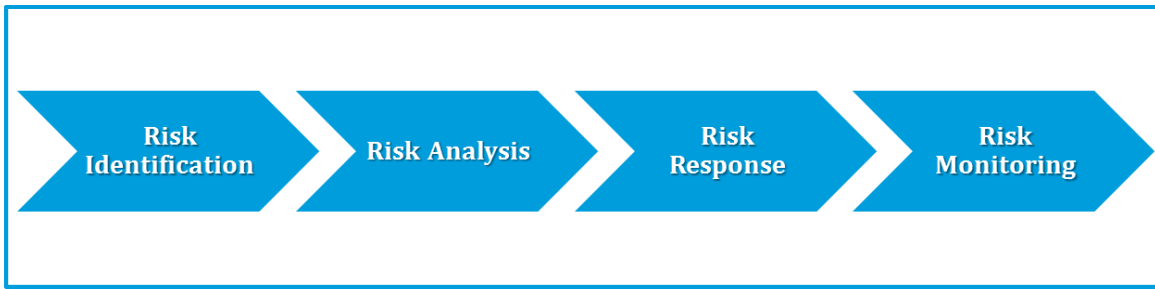 Risk
Identification
Risk Analysis
Risk
Response
Risk
Monitoring